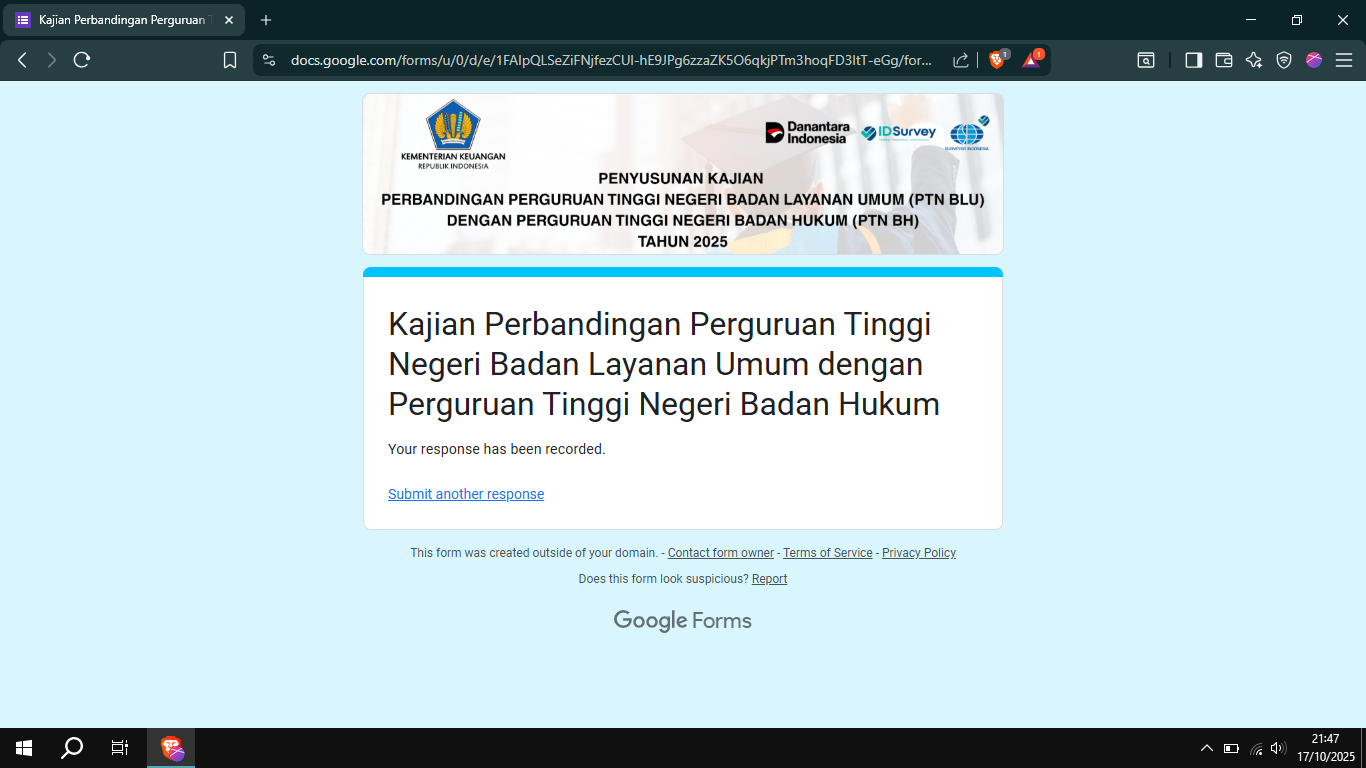 Kajian Perbandingan Perguruan T
docs.google.com/forms/u/0/d/e/1FAIpQLSeZiFNjfezCUI-hE9JPg6zzaZK5O6qkjPTm3hoqFD3ItT-eGg/for...
1
1
KEMENTERIAN KEUANGAN
REPUBLIK INDONESIA
Danantara
Indonesia
IDSurvey
SURVEYOR INDONESIA
PENYUSUNAN KAJIAN
PERBANDINGAN PERGURUAN TINGGI NEGERI BADAN LAYANAN UMUM (PTN BLU)
DENGAN PERGURUAN TINGGI NEGERI BADAN HUKUM (PTN BH)
TAHUN 2025
Kajian Perbandingan Perguruan Tinggi
Negeri Badan Layanan Umum dengan
Perguruan Tinggi Negeri Badan Hukum
Your response has been recorded.
Submit another response
This form was created outside of your domain. - Contact form owner - Terms of Service - Privacy Policy
Does this form look suspicious? Report
Google Forms
21:47
17/10/2025